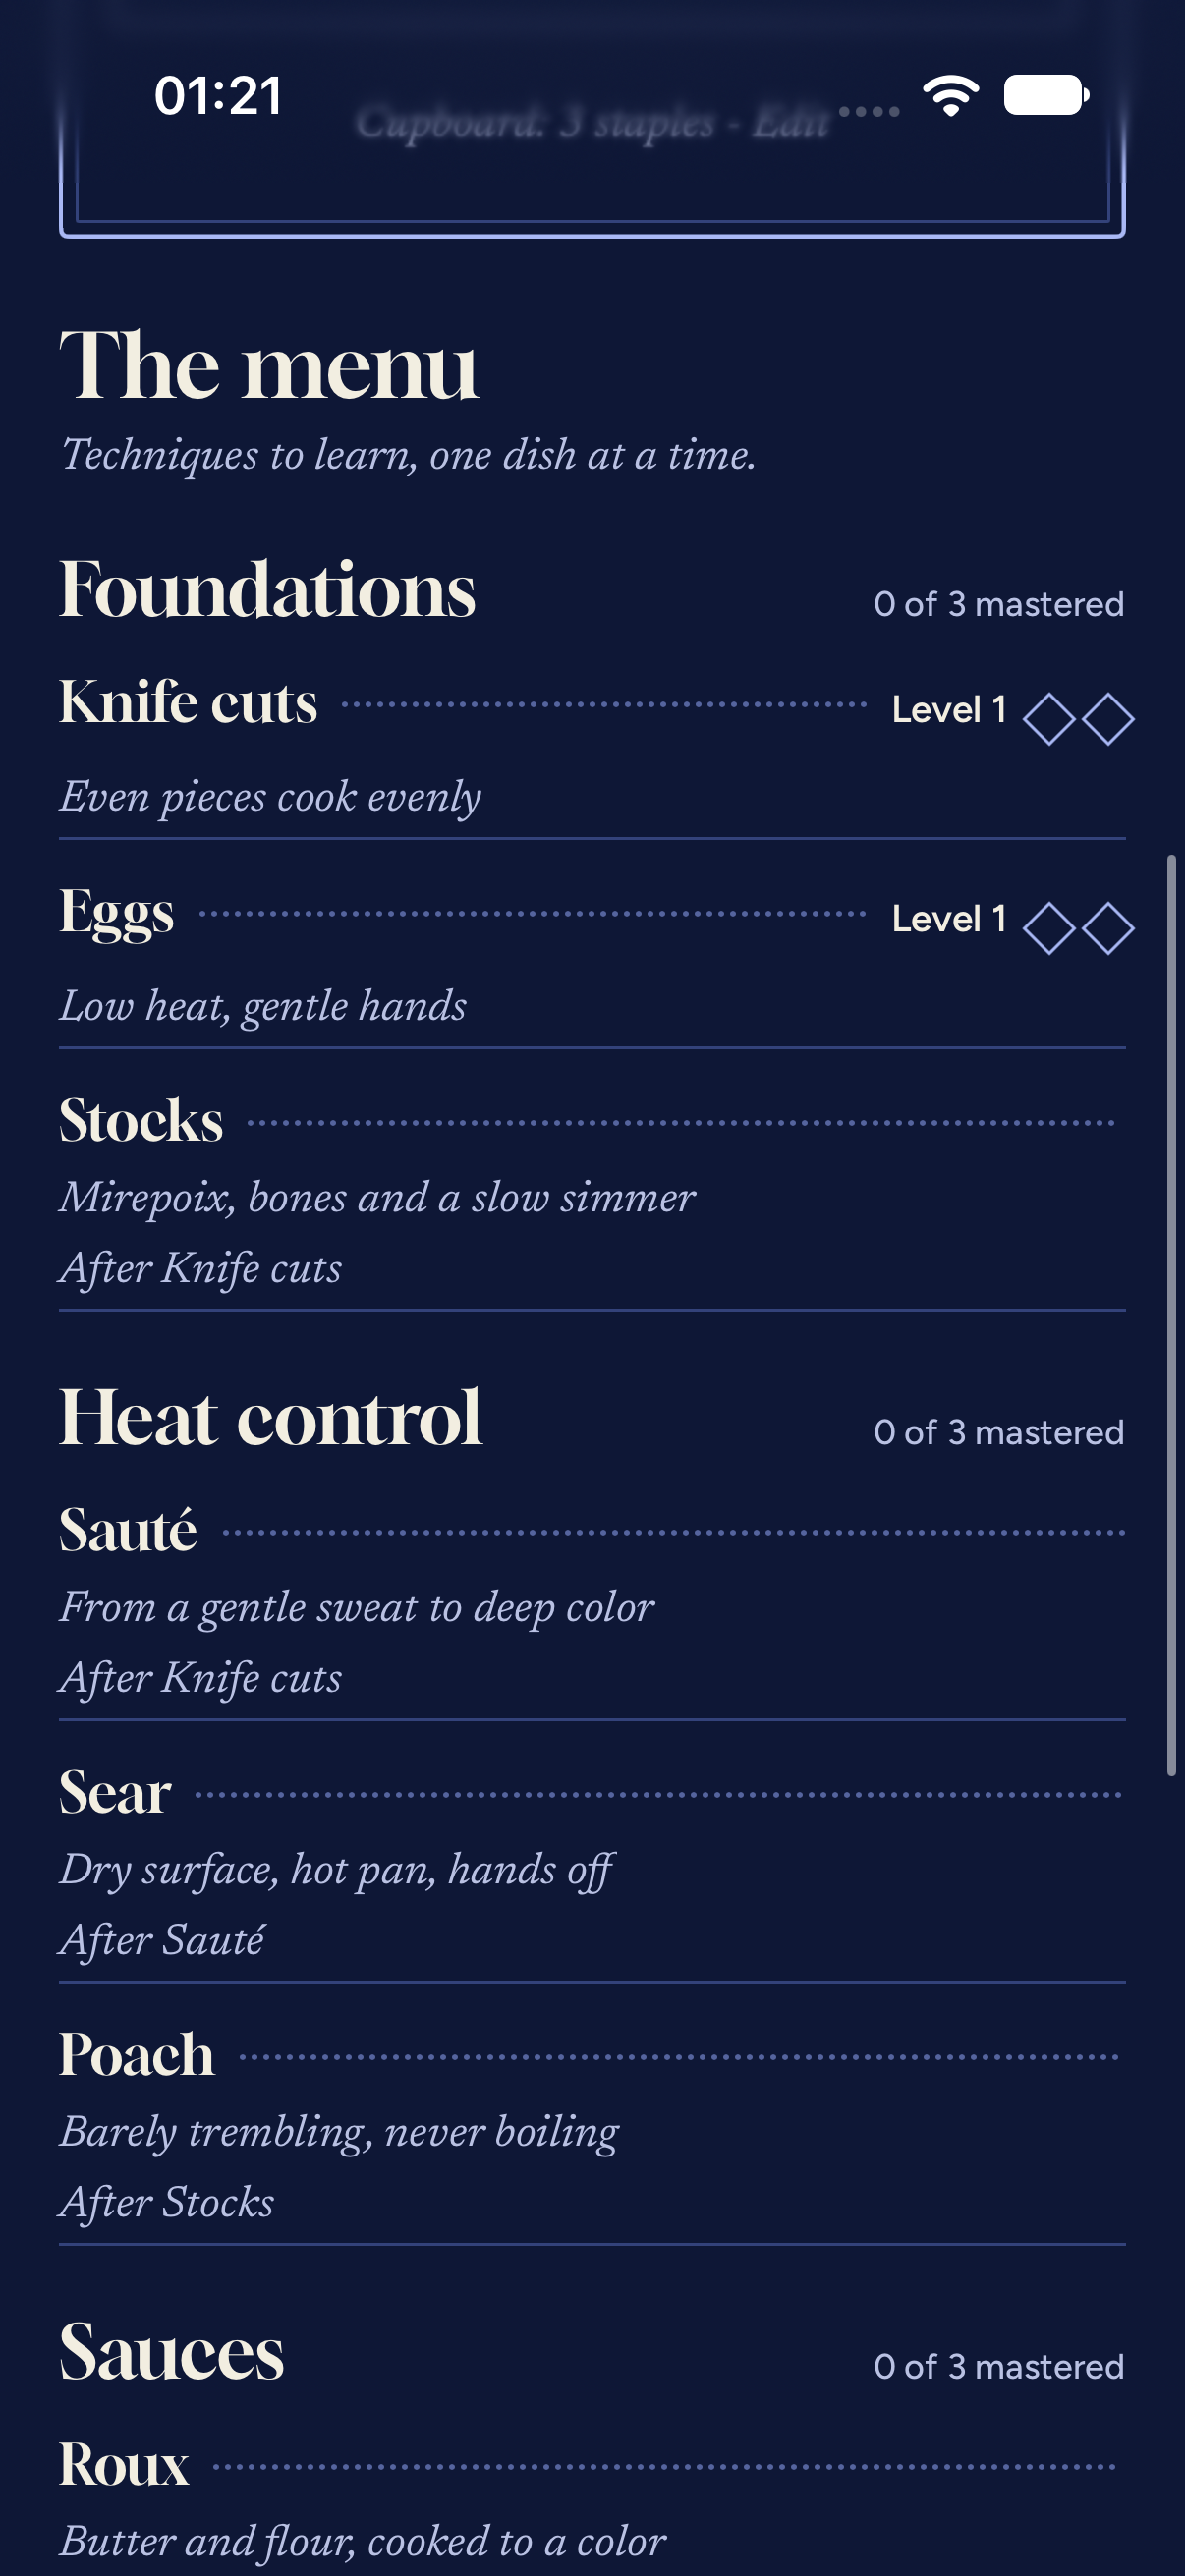 01:21
Cupboard: 3 staples - Edit
The menu
Techniques to learn, one dish at a time.
Foundations
0 of 3 mastered
Knife cuts
Level 1
Even pieces cook evenly
Eggs
Level 1
Low heat, gentle hands
Stocks
Mirepoix, bones and a slow simmer
After Knife cuts
Heat control
0 of 3 mastered
Sauté
From a gentle sweat to deep color
After Knife cuts
Sear
Dry surface, hot pan, hands off
After Sauté
Poach
Barely trembling, never boiling
After Stocks
Sauces
0 of 3 mastered
Roux
Butter and flour, cooked to a color